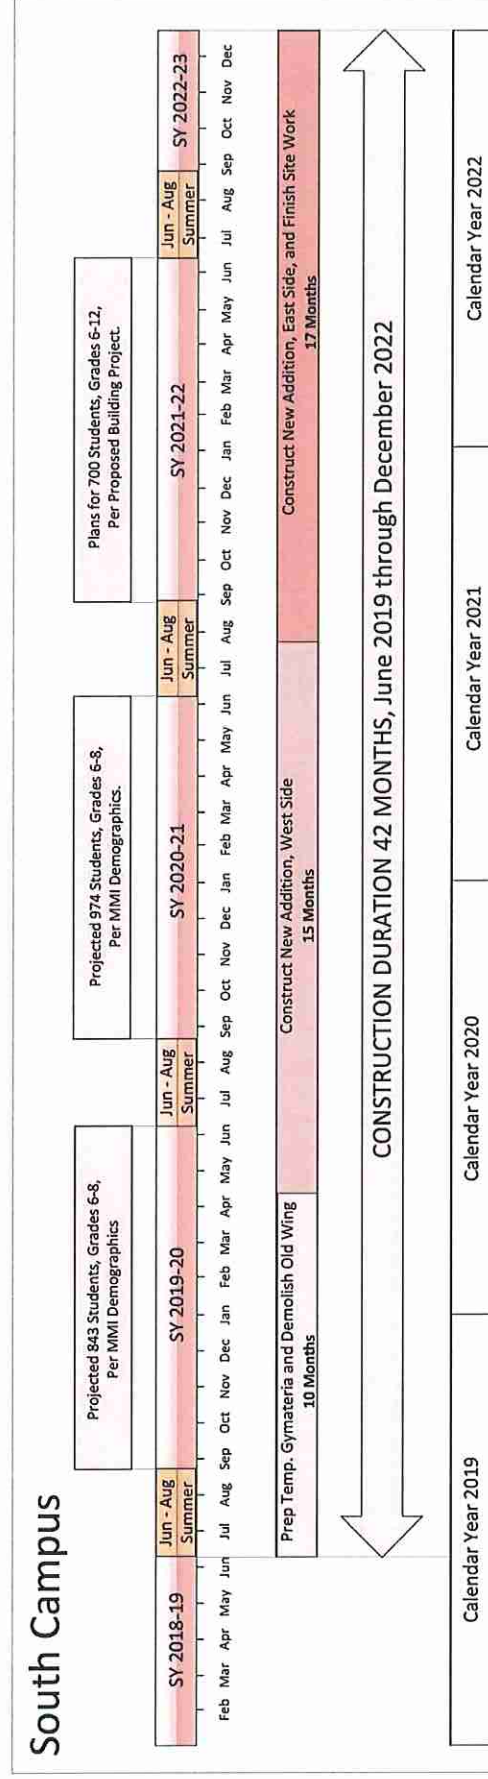 South Campus
Projected 843 Students, Grades 6-8,
Per MMI Demographics
Projected 974 Students, Grades 6-8,
Per MMI Demographics.
Plans for 700 Students, Grades 6-12,
Per Proposed Building Project.
SY 2018-19
Jun - Aug
Summer
SY 2019-20
Jun - Aug
Summer
SY 2020-21
Jun - Aug
Summer
SY 2021-22
Jun - Aug
Summer
SY 2022-23
Feb Mar Apr May Jun Jul Aug Sep Oct Nov Dec Jan Feb Mar Apr May Jun Jul Aug Sep Oct Nov Dec Jan Feb Mar Apr May Jun Jul Aug Sep Oct Nov Dec Jan Feb Mar Apr May Jun Jul Aug Sep Oct Nov Dec
Prep Temp. Gymateria and Demolish Old Wing
10 Months
Construct New Addition, West Side
15 Months
Construct New Addition, East Side, and Finish Site Work
17 Months
CONSTRUCTION DURATION 42 MONTHS, June 2019 through December 2022
Calendar Year 2019
Calendar Year 2020
Calendar Year 2021
Calendar Year 2022